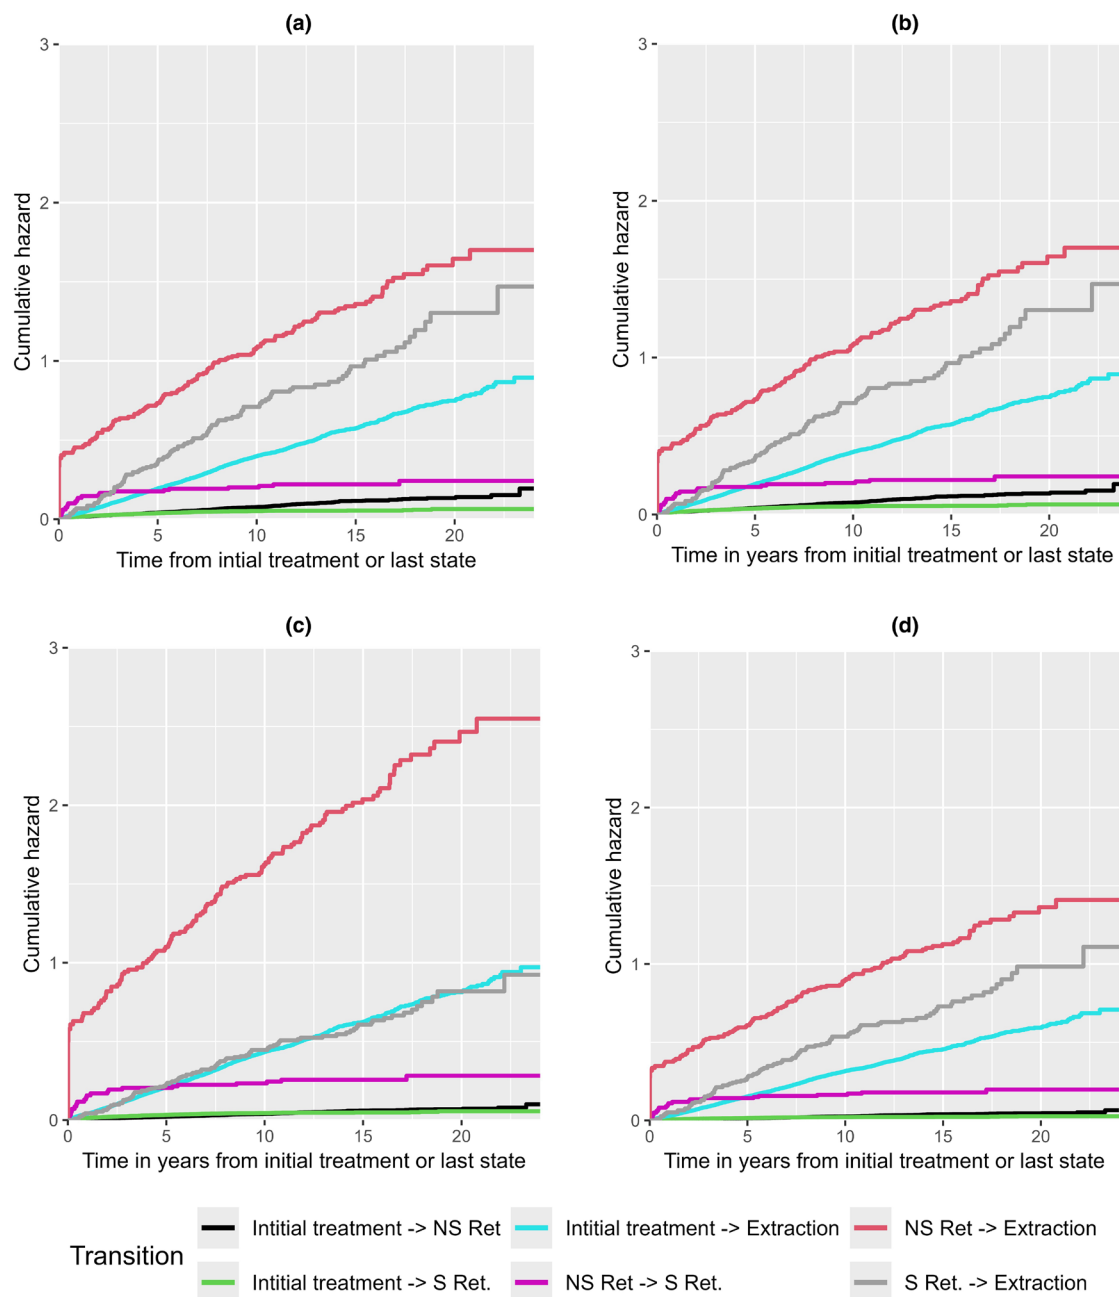 (a)
3
2
1
0
Cumulative hazard
0 5 10 15 20
Time from intial treatment or last state
(b)
3
2
1
0
Cumulative hazard
0 5 10 15 20
Time in years from initial treatment or last state
(c)
3
2
1
0
Cumulative hazard
0 5 10 15 20
Time in years from initial treatment or last state
(d)
3
2
1
0
Cumulative hazard
0 5 10 15 20
Time in years from initial treatment or last state
Transition
Intitial treatment -> NS Ret
Intitial treatment -> Extraction
NS Ret -> Extraction
Intitial treatment -> S Ret.
NS Ret -> S Ret.
S Ret. -> Extraction